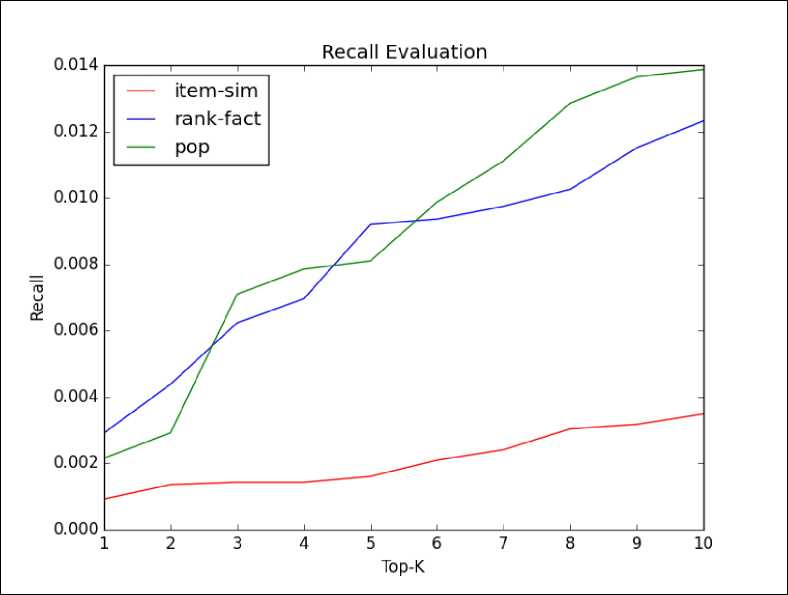 Recall Evaluation
0.014
item-sim
rank-fact
pop
0.012
0.010
0.008
0.006
0.004
0.002
0.000
Recall
1 2 3 4 5 6 7 8 9 10
Top-K